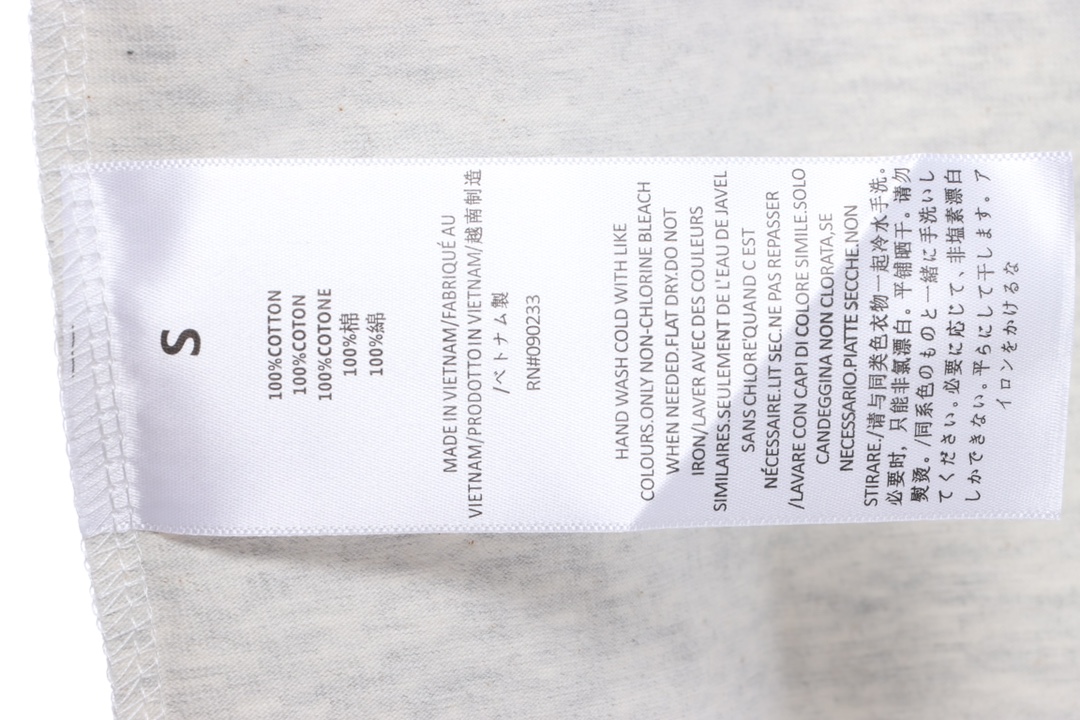 S
100%COTTON
100%COTON
100%COTONE
100%棉
100%綿
MADE IN VIETNAM/FABRIQUÉ AU
VIETNAM/PRODOTTO IN VIETNAM/越南制造
/ベトナム製
RN#090233
HAND WASH COLD WITH LIKE
COLOURS.ONLY NON-CHLORINE BLEACH
WHEN NEEDED.FLAT DRY.DO NOT
IRON/LAVER AVEC DES COULEURS
SIMILAIRES.SEULEMENT DE L'EAU DE JAVEL
SANS CHLORE'QUAND C EST
NÉCESSAIRE.LIT SEC.NE PAS REPASSER
/LAVARE CON CAPI DI COLORE SIMILE.SOLO
CANDEGGINA NON CLORATA,SE
NECESSARIO.PIATTE SECCHE.NON
STIRARE./请与同类色衣物一起冷水手洗。
必要时，只能非氯漂白。平铺晒干。请勿
熨烫。/同系色のものと一緒に手洗いし
てください。必要に応じて、非塩素漂白
しかできない。平らにして干します。ア
イロンをかけるな